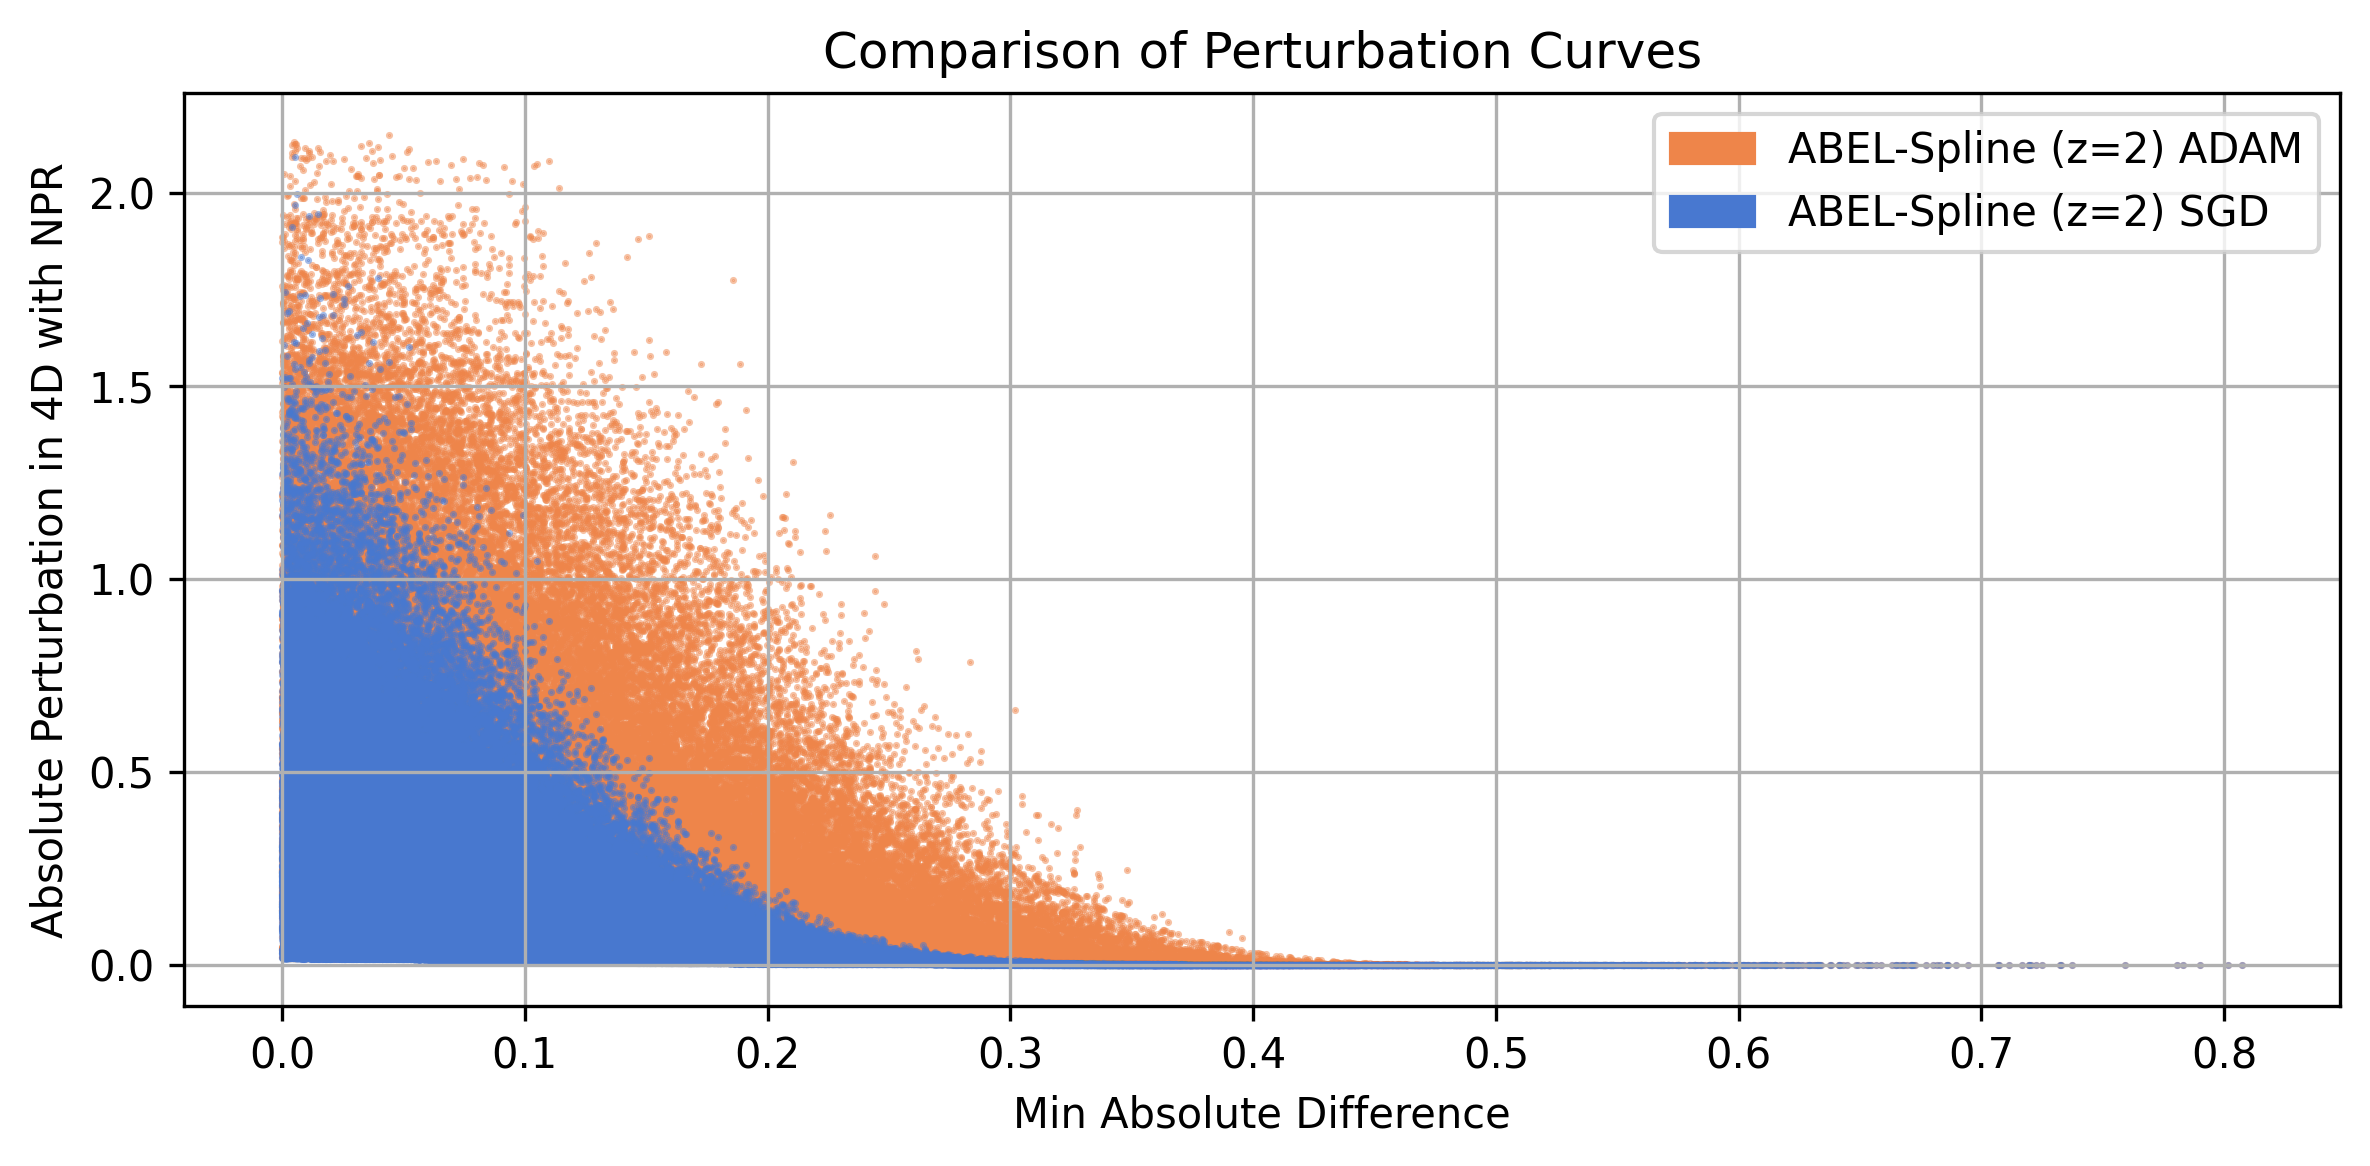 Comparison of Perturbation Curves
ABEL-Spline (z=2) ADAM
ABEL-Spline (z=2) SGD
Absolute Perturbation in 4D with NPR
2.0
1.5
1.0
0.5
0.0
0.0 0.1 0.2 0.3 0.4 0.5 0.6 0.7 0.8
Min Absolute Difference